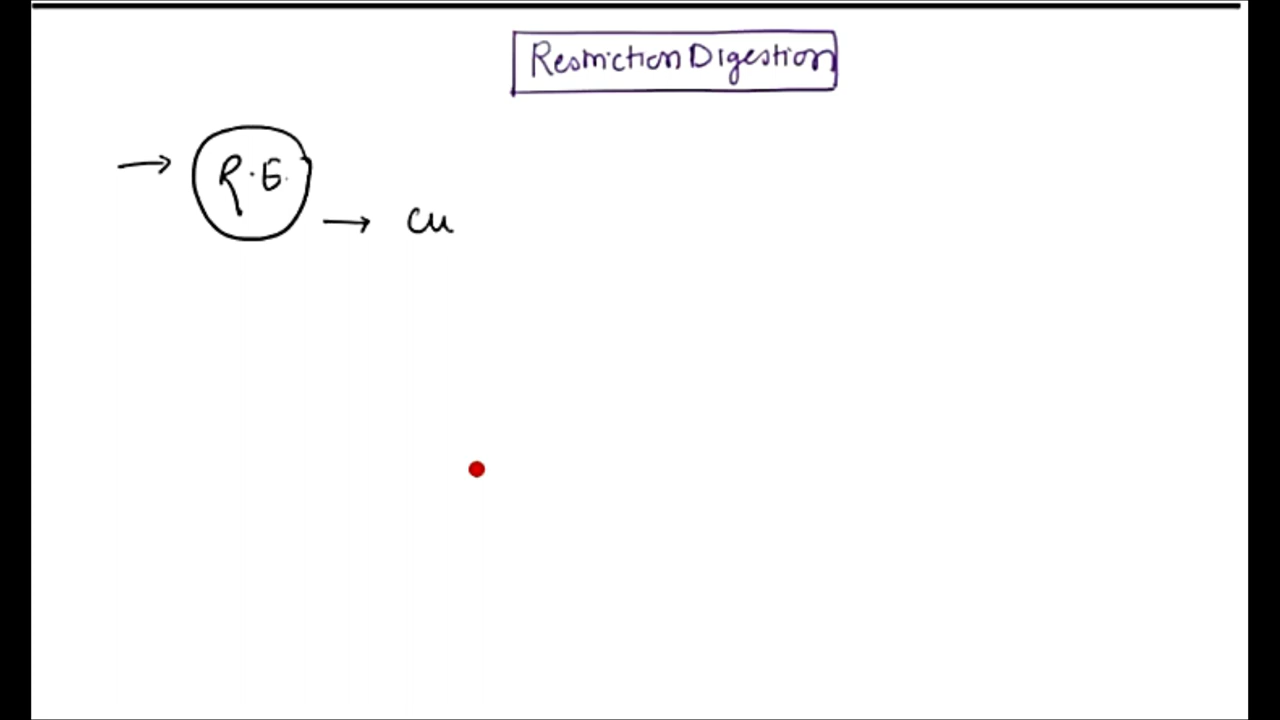 Restriction Digestion
→ R.E.
→ cu